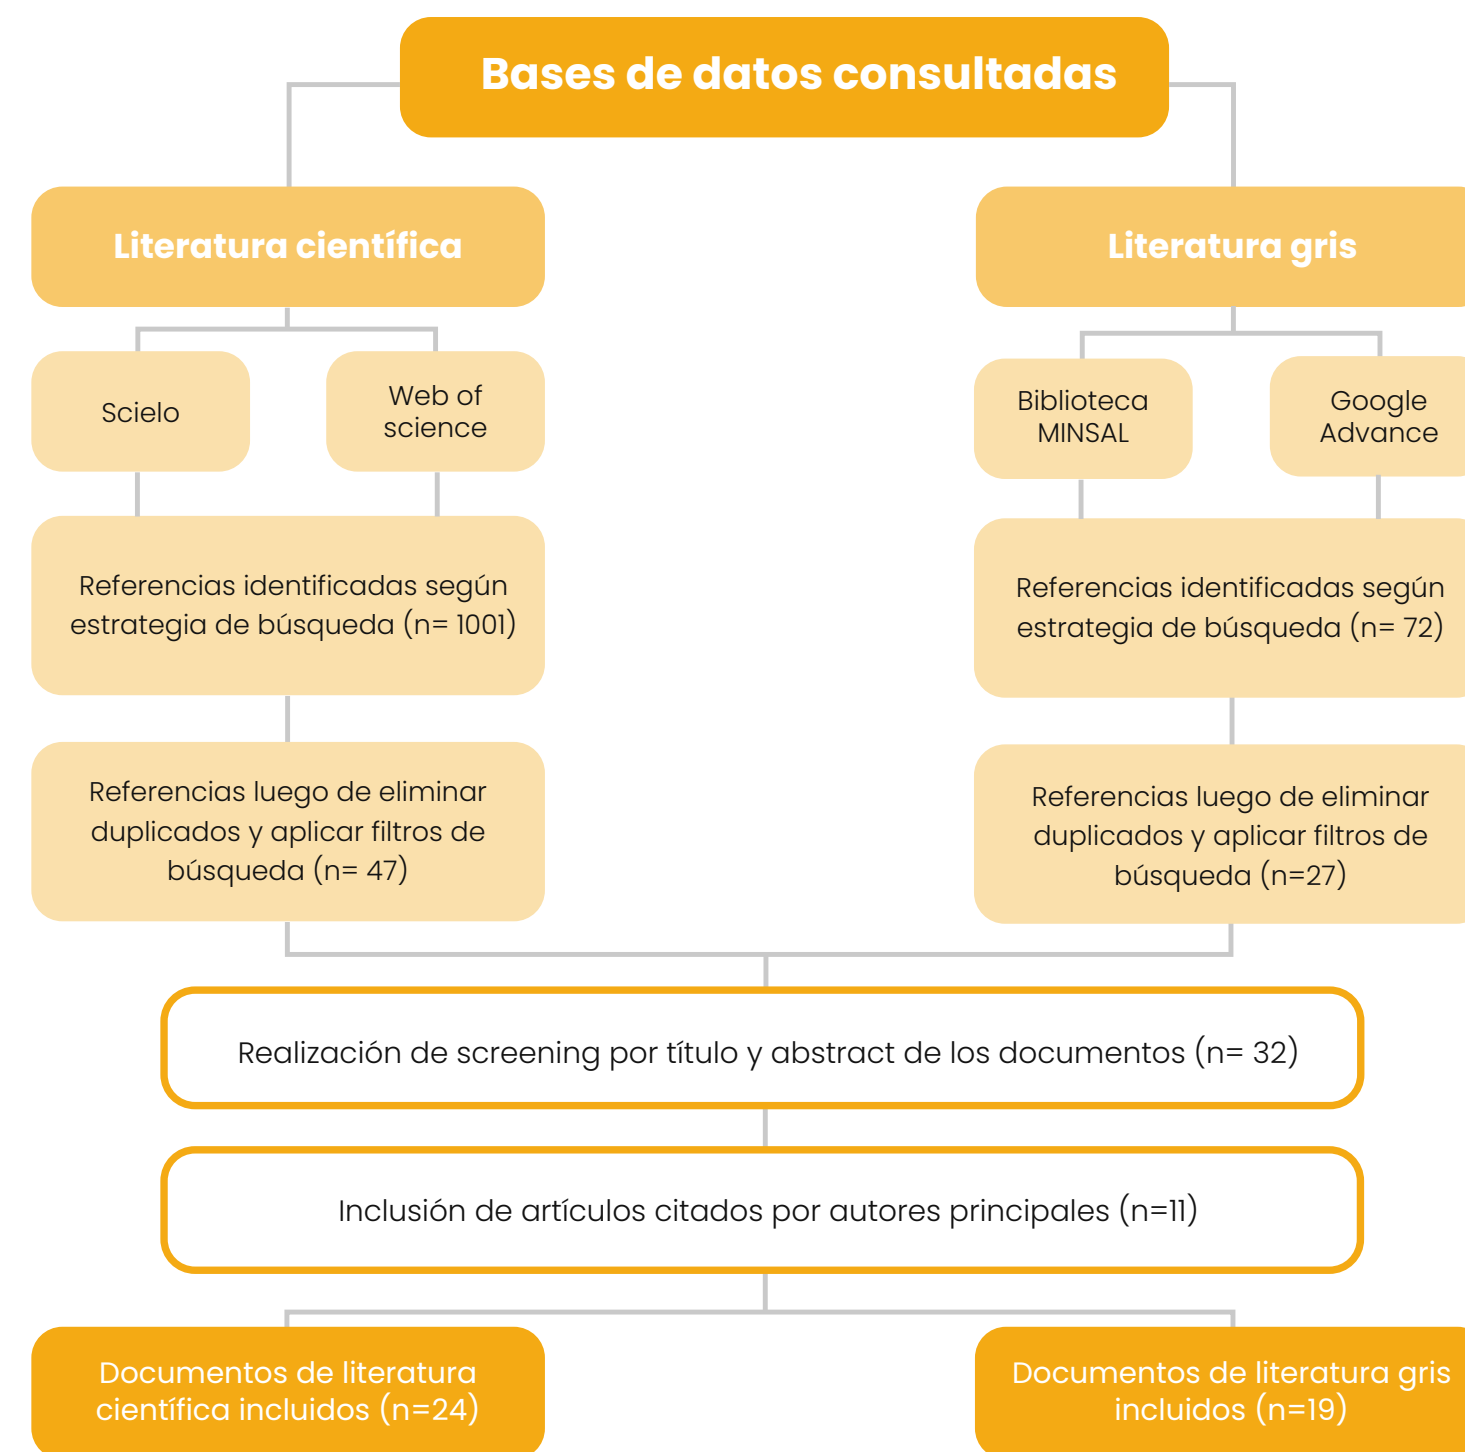 Bases de datos consultadas
Literatura científica
Literatura gris
Scielo
Web of
science
Biblioteca
MINSAL
Google
Advance
Referencias identificadas según
estrategia de búsqueda (n= 1001)
Referencias identificadas según
estrategia de búsqueda (n= 72)
Referencias luego de eliminar
duplicados y aplicar filtros de
búsqueda (n= 47)
Referencias luego de eliminar
duplicados y aplicar filtros de
búsqueda (n=27)
Realización de screening por título y abstract de los documentos (n= 32)
Inclusión de artículos citados por autores principales (n=11)
Documentos de literatura
científica incluidos (n=24)
Documentos de literatura gris
incluidos (n=19)